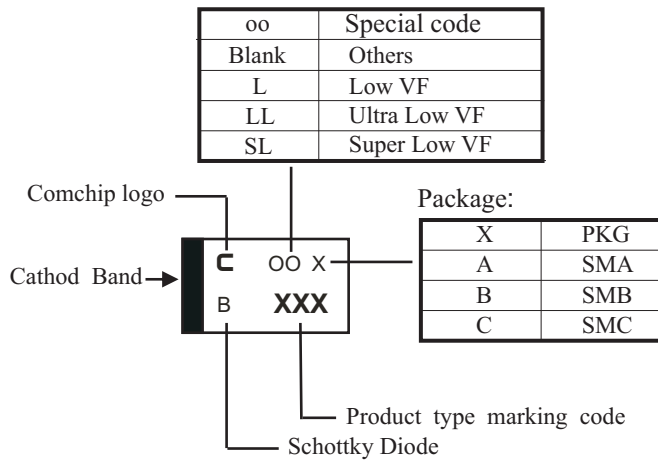 oo Special code
Blank Others
L Low VF
LL Ultra Low VF
SL Super Low VF
Comchip logo
Package:
X PKG
A SMA
B SMB
C SMC
Cathod Band
C OO X
B XXX
Product type marking code
Schottky Diode